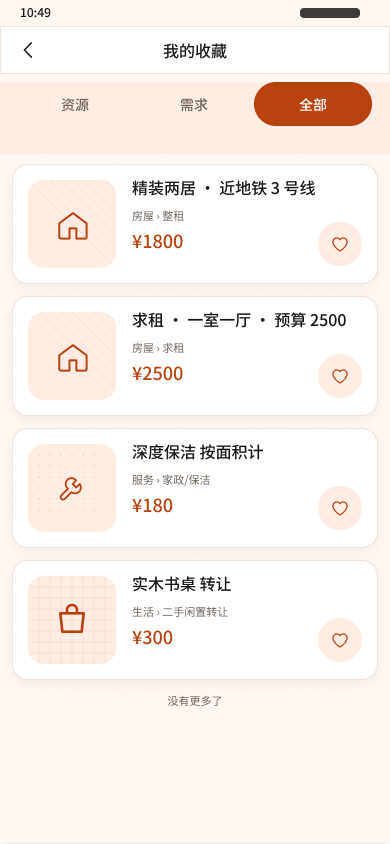 10:49
我的收藏
资源
需求
全部
精装两居 · 近地铁 3 号线
房屋 › 整租
¥1800
求租 · 一室一厅 · 预算 2500
房屋 › 求租
¥2500
深度保洁 按面积计
服务 › 家政/保洁
¥180
实木书桌 转让
生活 › 二手闲置转让
¥300
没有更多了